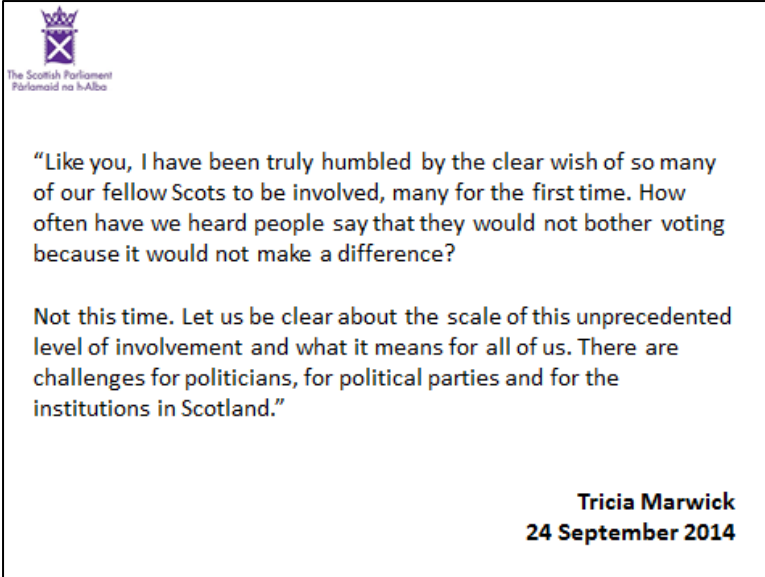 The Scottish Parliament
Pàrlamaid na h-Alba
“Like you, I have been truly humbled by the clear wish of so many
of our fellow Scots to be involved, many for the first time. How
often have we heard people say that they would not bother voting
because it would not make a difference?
Not this time. Let us be clear about the scale of this unprecedented
level of involvement and what it means for all of us. There are
challenges for politicians, for political parties and for the
institutions in Scotland.”
Tricia Marwick
24 September 2014